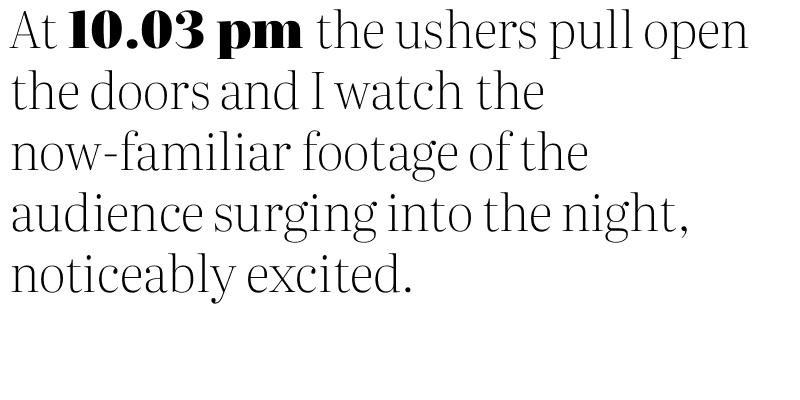 At 10.03 pm the ushers pull open
the doors and I watch the
now-familiar footage of the
audience surging into the night,
noticeably excited.